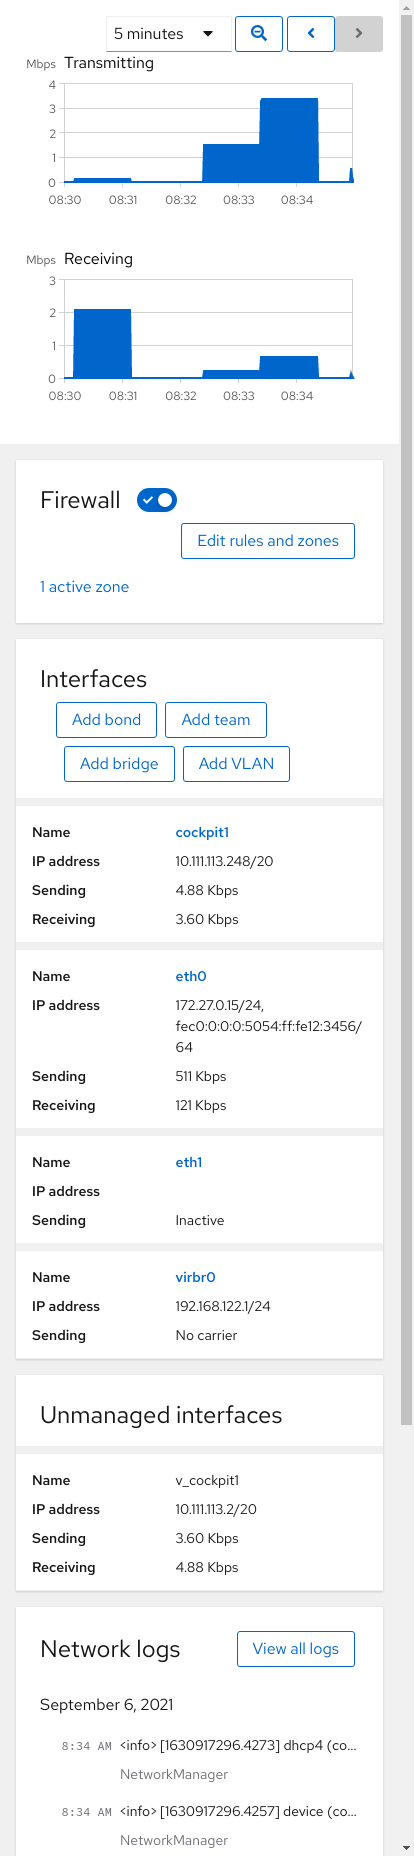 5 minutes
Mbps Transmitting
4
3
2
1
0
08:30 08:31 08:32 08:33 08:34
Mbps Receiving
3
2
1
0
08:30 08:31 08:32 08:33 08:34
Firewall
Edit rules and zones
1 active zone
Interfaces
Add bond Add team
Add bridge Add VLAN
Name cockpit1
IP address 10.111.113.248/20
Sending 4.88 Kbps
Receiving 3.60 Kbps
Name eth0
IP address 172.27.0.15/24,
fec0:0:0:0:5054:ff:fe12:3456/
64
Sending 511 Kbps
Receiving 121 Kbps
Name eth1
IP address
Sending Inactive
Name virbr0
IP address 192.168.122.1/24
Sending No carrier
Unmanaged interfaces
Name v_cockpit1
IP address 10.111.113.2/20
Sending 3.60 Kbps
Receiving 4.88 Kbps
Network logs View all logs
September 6, 2021
8:34 AM <info> [1630917296.4273] dhcp4 (co...
NetworkManager
8:34 AM <info> [1630917296.4257] device (co...
NetworkManager